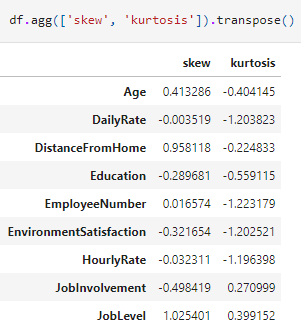 df.agg(['skew', 'kurtosis']).transpose()
skew kurtosis
Age 0.413286 -0.404145
DailyRate -0.003519 -1.203823
DistanceFromHome 0.958118 -0.224833
Education -0.289681 -0.559115
EmployeeNumber 0.016574 -1.223179
EnvironmentSatisfaction -0.321654 -1.202521
HourlyRate -0.032311 -1.196398
JobInvolvement -0.498419 0.270999
JobLevel 1.025401 0.399152